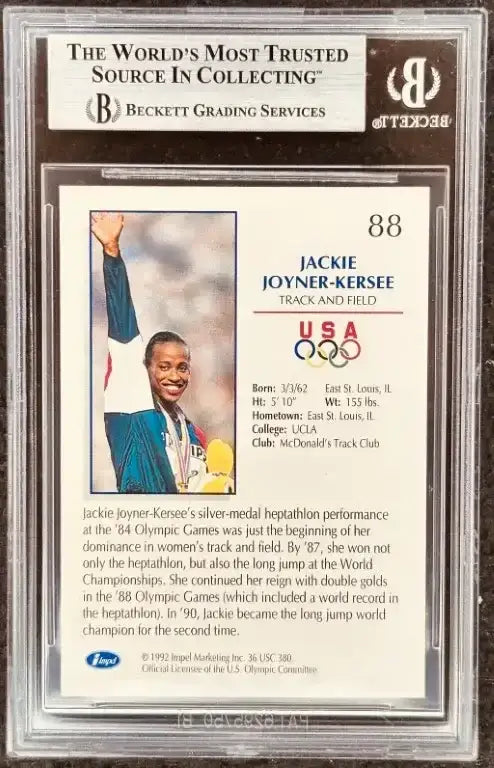 THE WORLD'S MOST TRUSTED
SOURCE IN COLLECTING™
B BECKETT GRADING SERVICES
B
BECKETT
88
JACKIE
JOYNER-KERSEE
TRACK AND FIELD
USA
Born: 3/3/62 East St. Louis, IL
Ht: 5' 10" Wt: 155 lbs.
Hometown: East St. Louis, IL
College: UCLA
Club: McDonald's Track Club
Jackie Joyner-Kersee's silver-medal heptathlon performance
at the '84 Olympic Games was just the beginning of her
dominance in women's track and field. By '87, she won not
only the heptathlon, but also the long jump at the World
Championships. She continued her reign with double golds
in the '88 Olympic Games (which included a world record in
the heptathlon). In '90, Jackie became the long jump world
champion for the second time.
impel
© 1992 Impel Marketing Inc. 36 USC 380
Official Licensee of the U.S. Olympic Committee